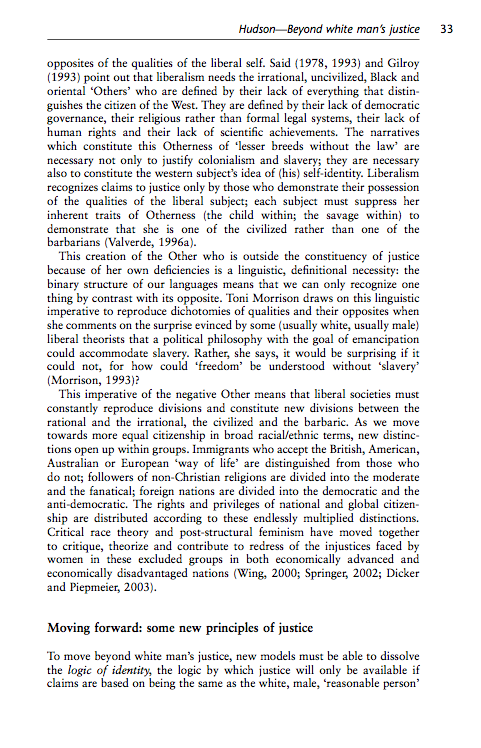 Hudson—Beyond white man's justice 33
opposites of the qualities of the liberal self. Said (1978, 1993) and Gilroy
(1993) point out that liberalism needs the irrational, uncivilized, Black and
oriental 'Others' who are defined by their lack of everything that distin-
guishes the citizen of the West. They are defined by their lack of democratic
governance, their religious rather than formal legal systems, their lack of
human rights and their lack of scientific achievements. The narratives
which constitute this Otherness of 'lesser breeds without the law' are
necessary not only to justify colonialism and slavery; they are necessary
also to constitute the western subject's idea of (his) self-identity. Liberalism
recognizes claims to justice only by those who demonstrate their possession
of the qualities of the liberal subject; each subject must suppress her
inherent traits of Otherness (the child within; the savage within) to
demonstrate that she is one of the civilized rather than one of the
barbarians (Valverde, 1996a).
This creation of the Other who is outside the constituency of justice
because of her own deficiencies is a linguistic, definitional necessity: the
binary structure of our languages means that we can only recognize one
thing by contrast with its opposite. Toni Morrison draws on this linguistic
imperative to reproduce dichotomies of qualities and their opposites when
she comments on the surprise evinced by some (usually white, usually male)
liberal theorists that a political philosophy with the goal of emancipation
could accommodate slavery. Rather, she says, it would be surprising if it
could not, for how could 'freedom' be understood without 'slavery'
(Morrison, 1993)?
This imperative of the negative Other means that liberal societies must
constantly reproduce divisions and constitute new divisions between the
rational and the irrational, the civilized and the barbaric. As we move
towards more equal citizenship in broad racial/ethnic terms, new distinc-
tions open up within groups. Immigrants who accept the British, American,
Australian or European 'way of life' are distinguished from those who
do not; followers of non-Christian religions are divided into the moderate
and the fanatical; foreign nations are divided into the democratic and the
anti-democratic. The rights and privileges of national and global citizen-
ship are distributed according to these endlessly multiplied distinctions.
Critical race theory and post-structural feminism have moved together
to critique, theorize and contribute to redress of the injustices faced by
women in these excluded groups in both economically advanced and
economically disadvantaged nations (Wing, 2000; Springer, 2002; Dicker
and Piepmeier, 2003).
Moving forward: some new principles of justice
To move beyond white man's justice, new models must be able to dissolve
the logic of identity, the logic by which justice will only be available if
claims are based on being the same as the white, male, 'reasonable person'